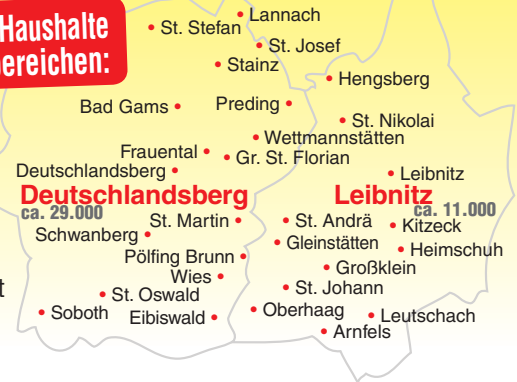 Haushalte
ereichen:
Lannach
St. Stefan
St. Josef
Stainz
Hengsberg
Bad Gams
Preding
St. Nikolai
Wettmannstätten
Frauental
Gr. St. Florian
Deutschlandsberg
Leibnitz
Deutschlandsberg
ca. 29.000
Leibnitz
ca. 11.000
St. Martin
St. Andrä
Kitzeck
Schwanberg
Gleinstätten
Heimschuh
Pölfing Brunn
Großklein
Wies
St. Johann
St. Oswald
Soboth
Eibiswald
Oberhaag
Leutschach
Arnfels
t